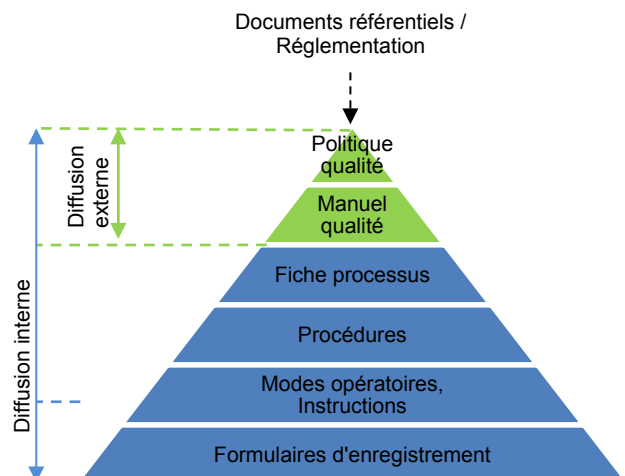 Documents référentiels /
Réglementation
Politique
qualité
Manuel
qualité
Fiche processus
Procédures
Modes opératoires,
Instructions
Formulaires d'enregistrement
Diffusion
externe
Diffusion interne